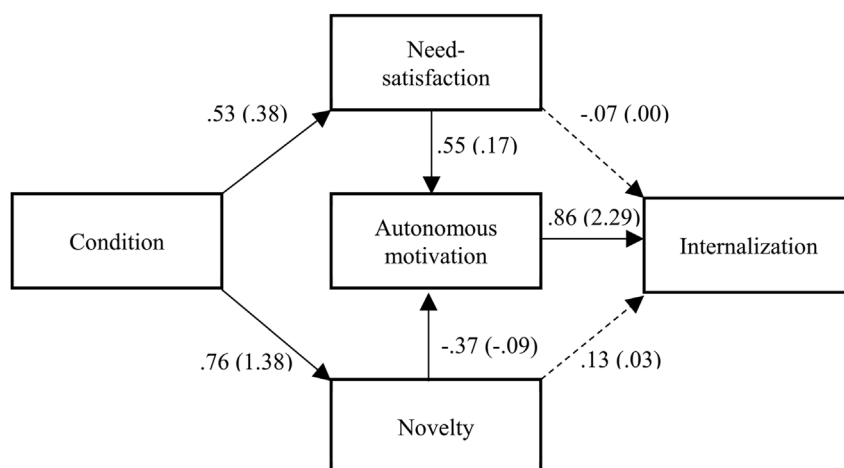 Need-
satisfaction
.53 (.38)
-.07 (.00)
.55 (.17)
Condition
Autonomous
motivation
.86 (2.29)
Internalization
.76 (1.38)
-.37 (-.09)
.13 (.03)
Novelty